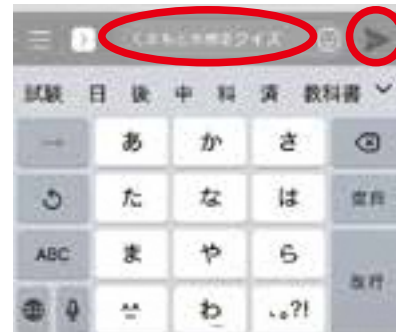 試験 日 後 中 科 済 教科書
→ あ か さ
た な は 空白
ABC ま や ら
改行
^^ わ 、。?!